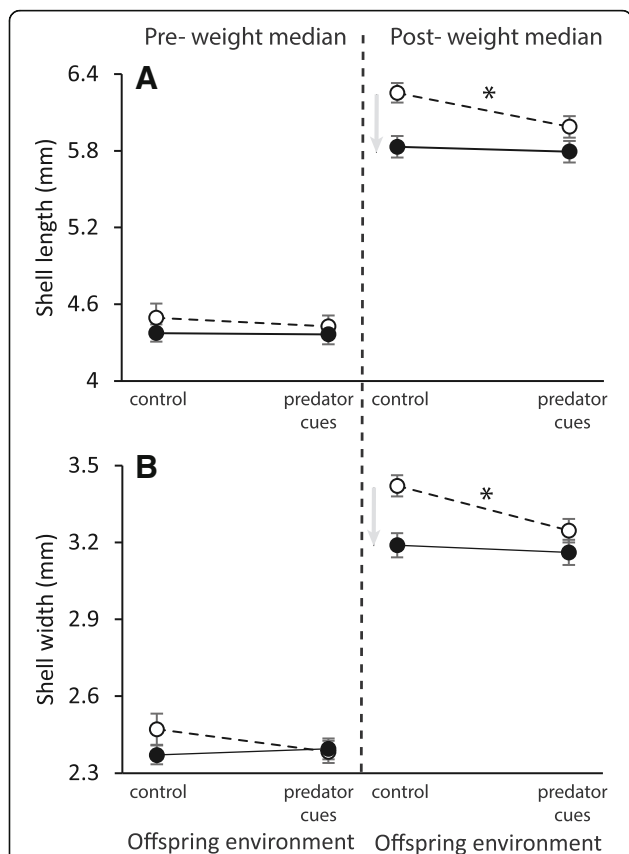 Pre- weight median Post- weight median
A
6.4
*
5.8
5.2
4.6
4
Shell length (mm)
control predator cues control predator cues
B
3.5
*
3.2
2.9
2.6
2.3
Shell width (mm)
control predator cues control predator cues
Offspring environment Offspring environment